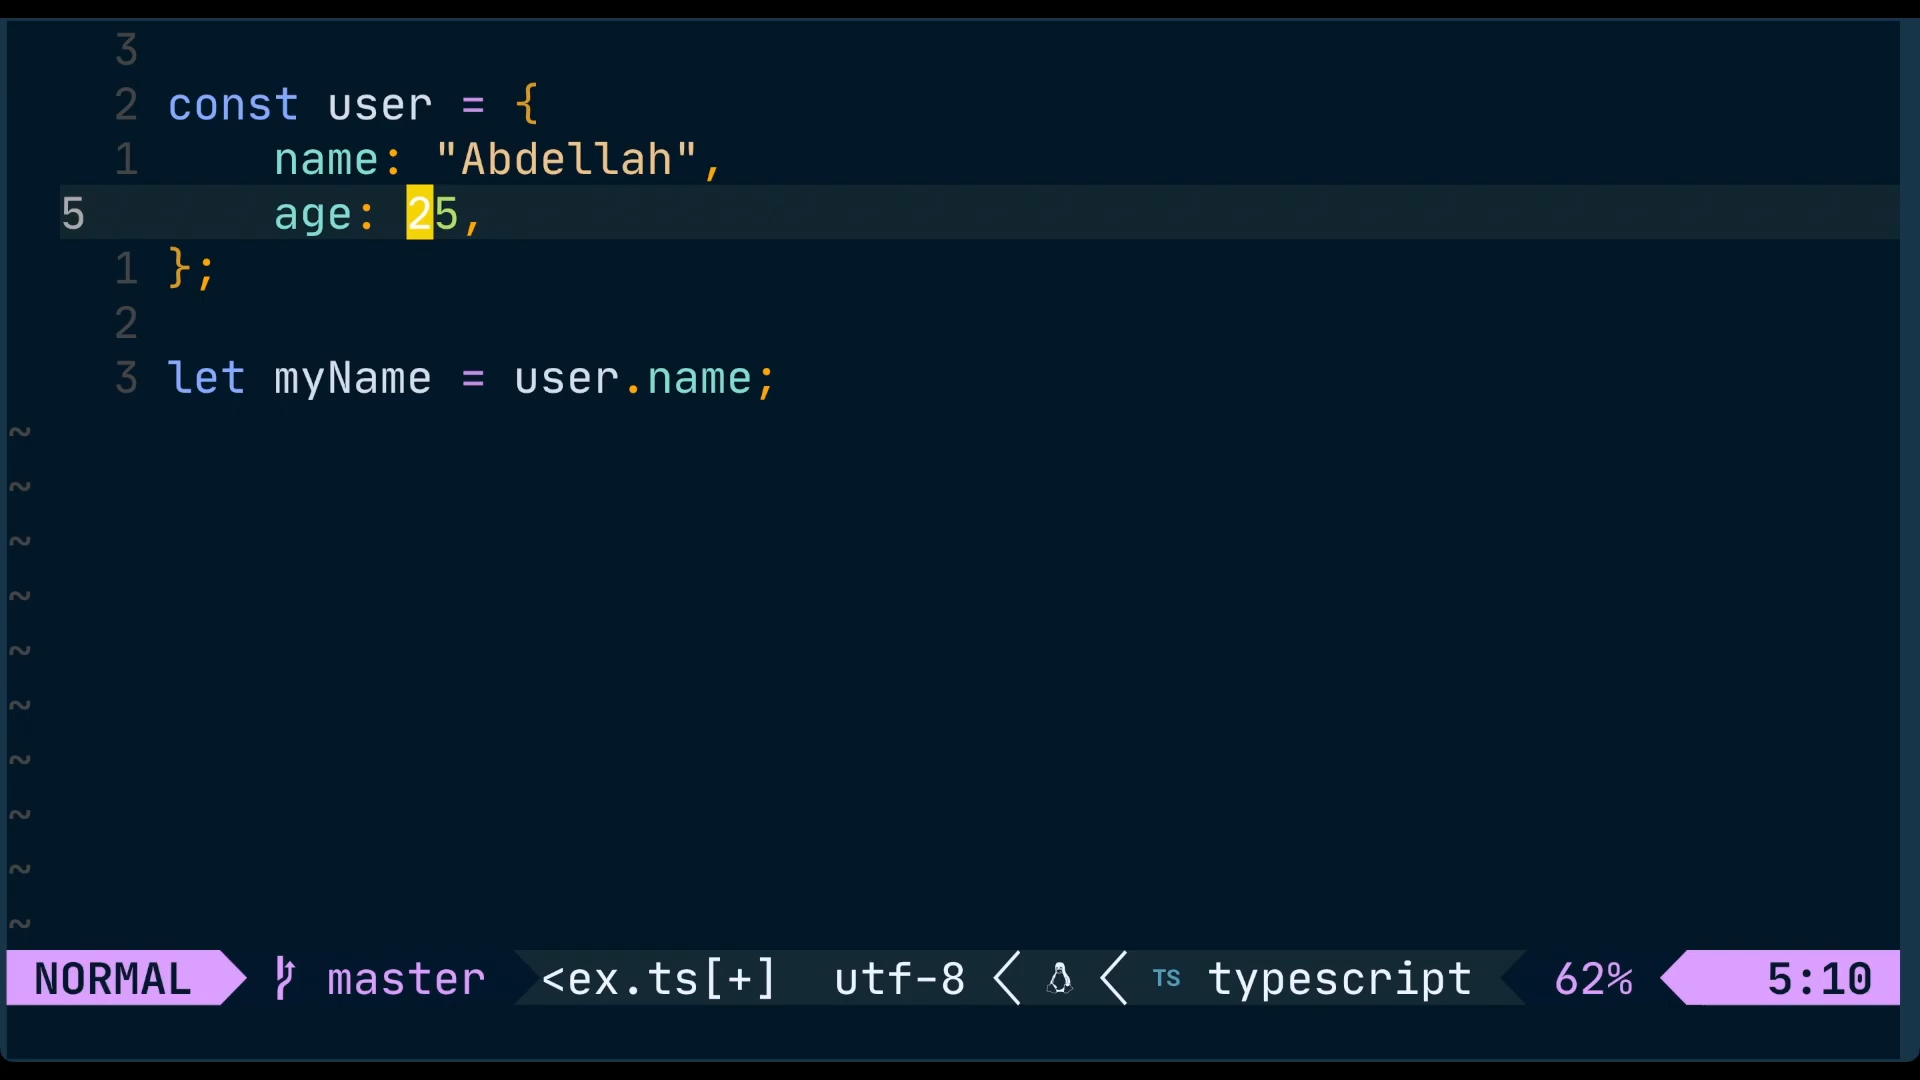 3
2 const user = {
1     name: "Abdellah",
5     age: 25,
1 };
2
3 let myName = user.name;
~
~
~
~
~
~
~
~
~
~
NORMAL master <ex.ts[+] utf-8 TS typescript 62% 5:10